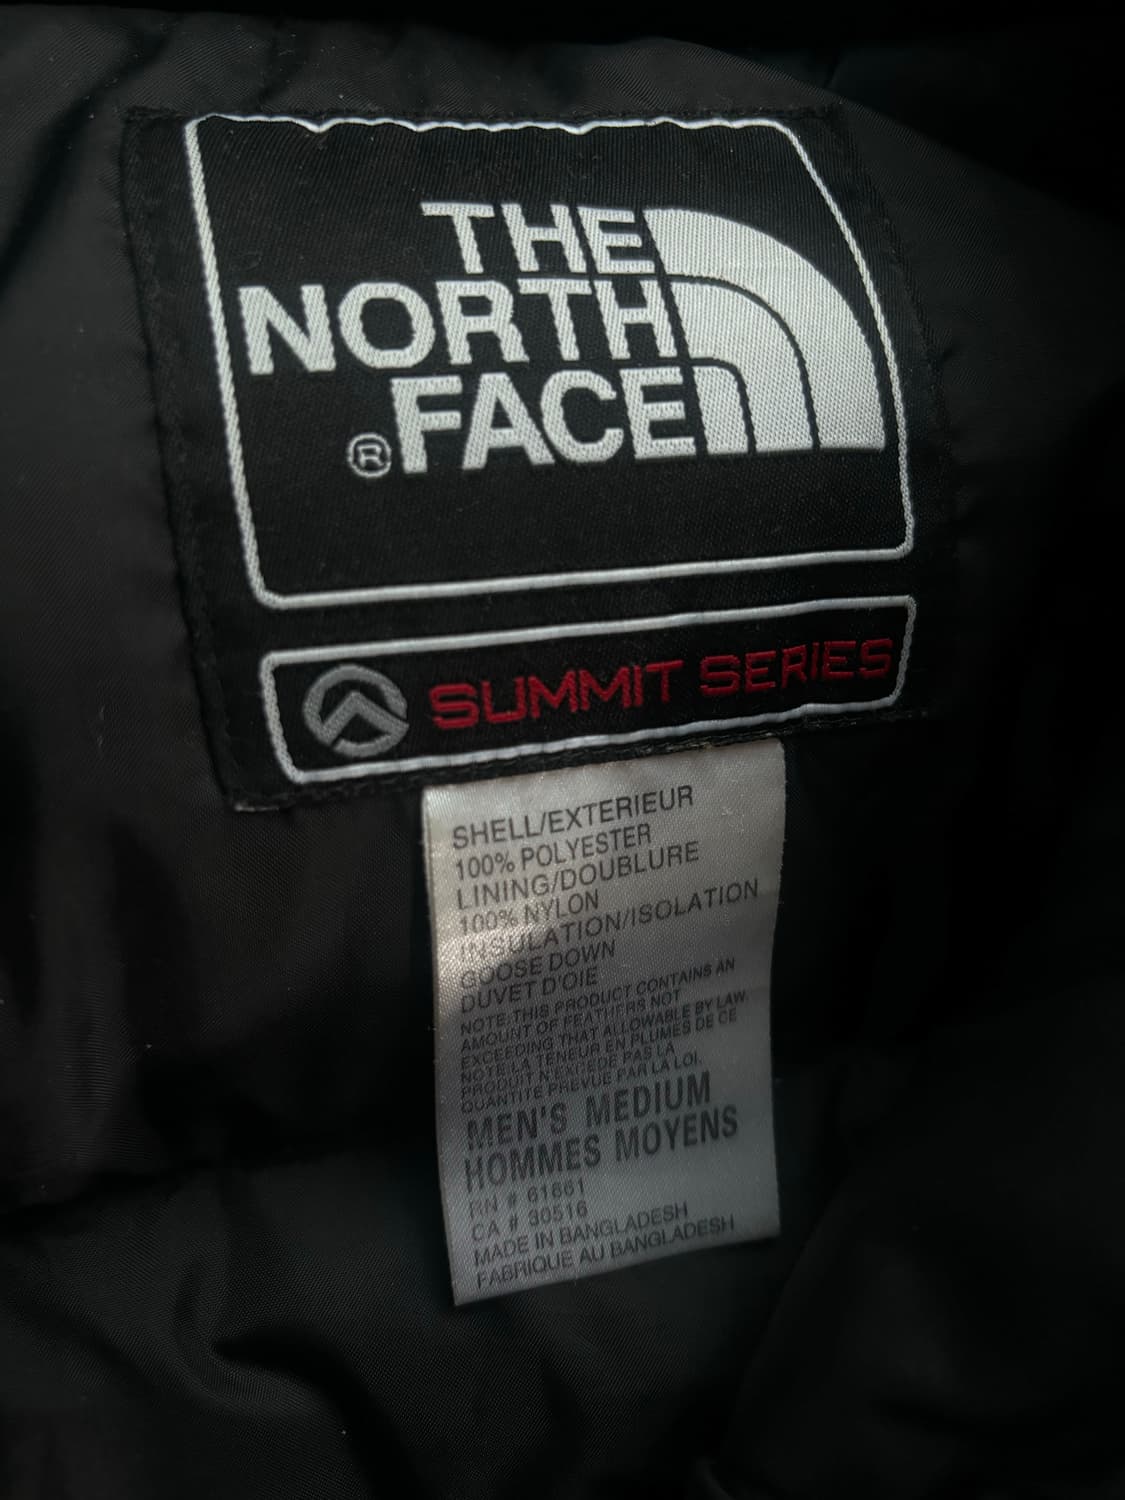 THE
NORTH
® FACE
SUMMIT SERIES
SHELL/EXTERIEUR
100% POLYESTER
LINING/DOUBLURE
100% NYLON
INSULATION/ISOLATION
GOOSE DOWN
DUVET D'OIE
NOTE:THIS PRODUCT CONTAINS AN
AMOUNT OF FEATHERS NOT
EXCEEDING THAT ALLOWABLE BY LAW.
NOTE:LA TENEUR EN PLUMES DE CE
PRODUIT N'EXCEDE PAS LA
QUANTITE PREVUE PAR LA LOI.
MEN'S MEDIUM
HOMMES MOYENS
RN # 61661
CA # 30516
MADE IN BANGLADESH
FABRIQUE AU BANGLADESH